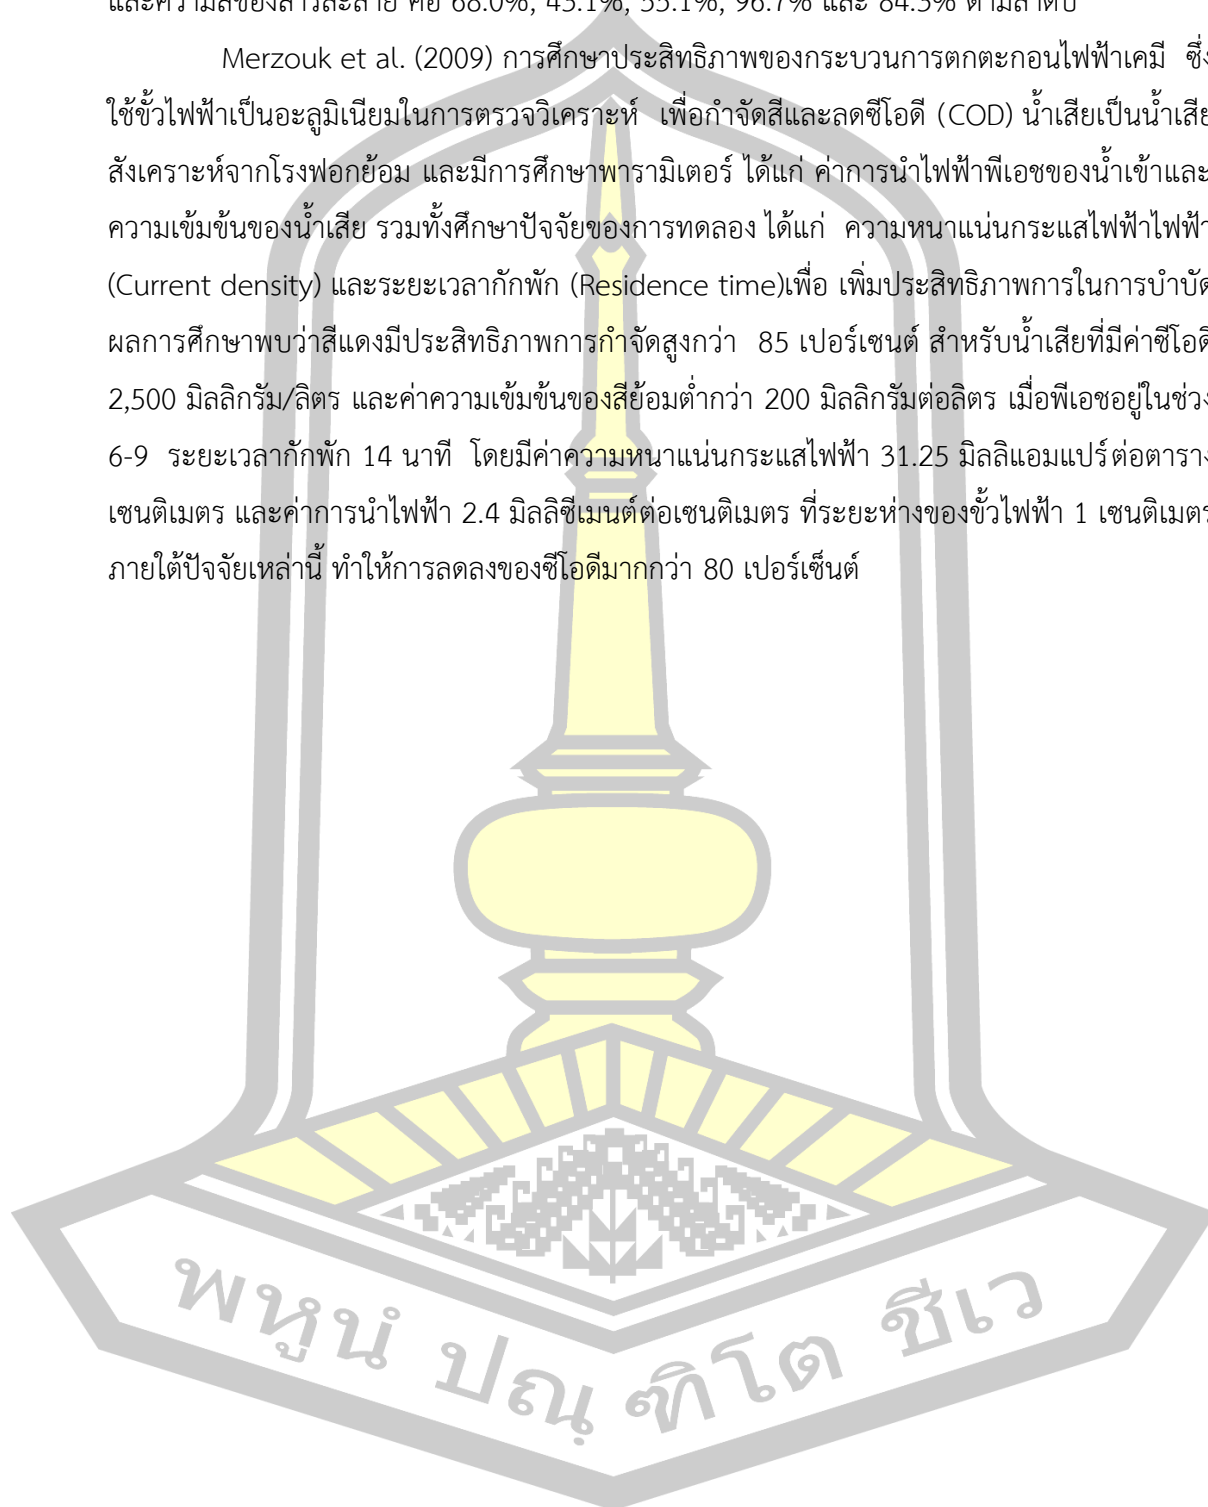 และความสีของสารละลาย คือ 68.0%, 43.1%, 55.1%, 96.7% และ 84.3% ตามลำดับ
Merzouk et al. (2009) การศึกษาประสิทธิภาพของกระบวนการตกตะกอนไฟฟ้าเคมี ซึ่ง
ใช้ขั้วไฟฟ้าเป็นอะลูมิเนียมในการตรวจวิเคราะห์ เพื่อกำจัดสีและลดซีโอดี (COD) น้ำเสียเป็นน้ำเสีย
สังเคราะห์จากโรงฟอกย้อม และมีการศึกษาพารามิเตอร์ ได้แก่ ค่าการนำไฟฟ้าพีเอชของน้ำเข้าและ
ความเข้มข้นของน้ำเสีย รวมทั้งศึกษาปัจจัยของการทดลอง ได้แก่ ความหนาแน่นกระแสไฟฟ้าไฟฟ้า
(Current density) และระยะเวลากักพัก (Residence time)เพื่อ เพิ่มประสิทธิภาพการในการบำบัด
ผลการศึกษาพบว่าสีแดงมีประสิทธิภาพการกำจัดสูงกว่า 85 เปอร์เซนต์ สำหรับน้ำเสียที่มีค่าซีโอดี
2,500 มิลลิกรัม/ลิตร และค่าความเข้มข้นของสีย้อมต่ำกว่า 200 มิลลิกรัมต่อลิตร เมื่อพีเอชอยู่ในช่วง
6-9 ระยะเวลากักพัก 14 นาที โดยมีค่าความหนาแน่นกระแสไฟฟ้า 31.25 มิลลิแอมแปร์ต่อตาราง
เซนติเมตร และค่าการนำไฟฟ้า 2.4 มิลลิซีเมนต์ต่อเซนติเมตร ที่ระยะห่างของขั้วไฟฟ้า 1 เซนติเมตร
ภายใต้ปัจจัยเหล่านี้ ทำให้การลดลงของซีโอดีมากกว่า 80 เปอร์เซ็นต์
พหูนํ ปณฺฑิโต ชีเว